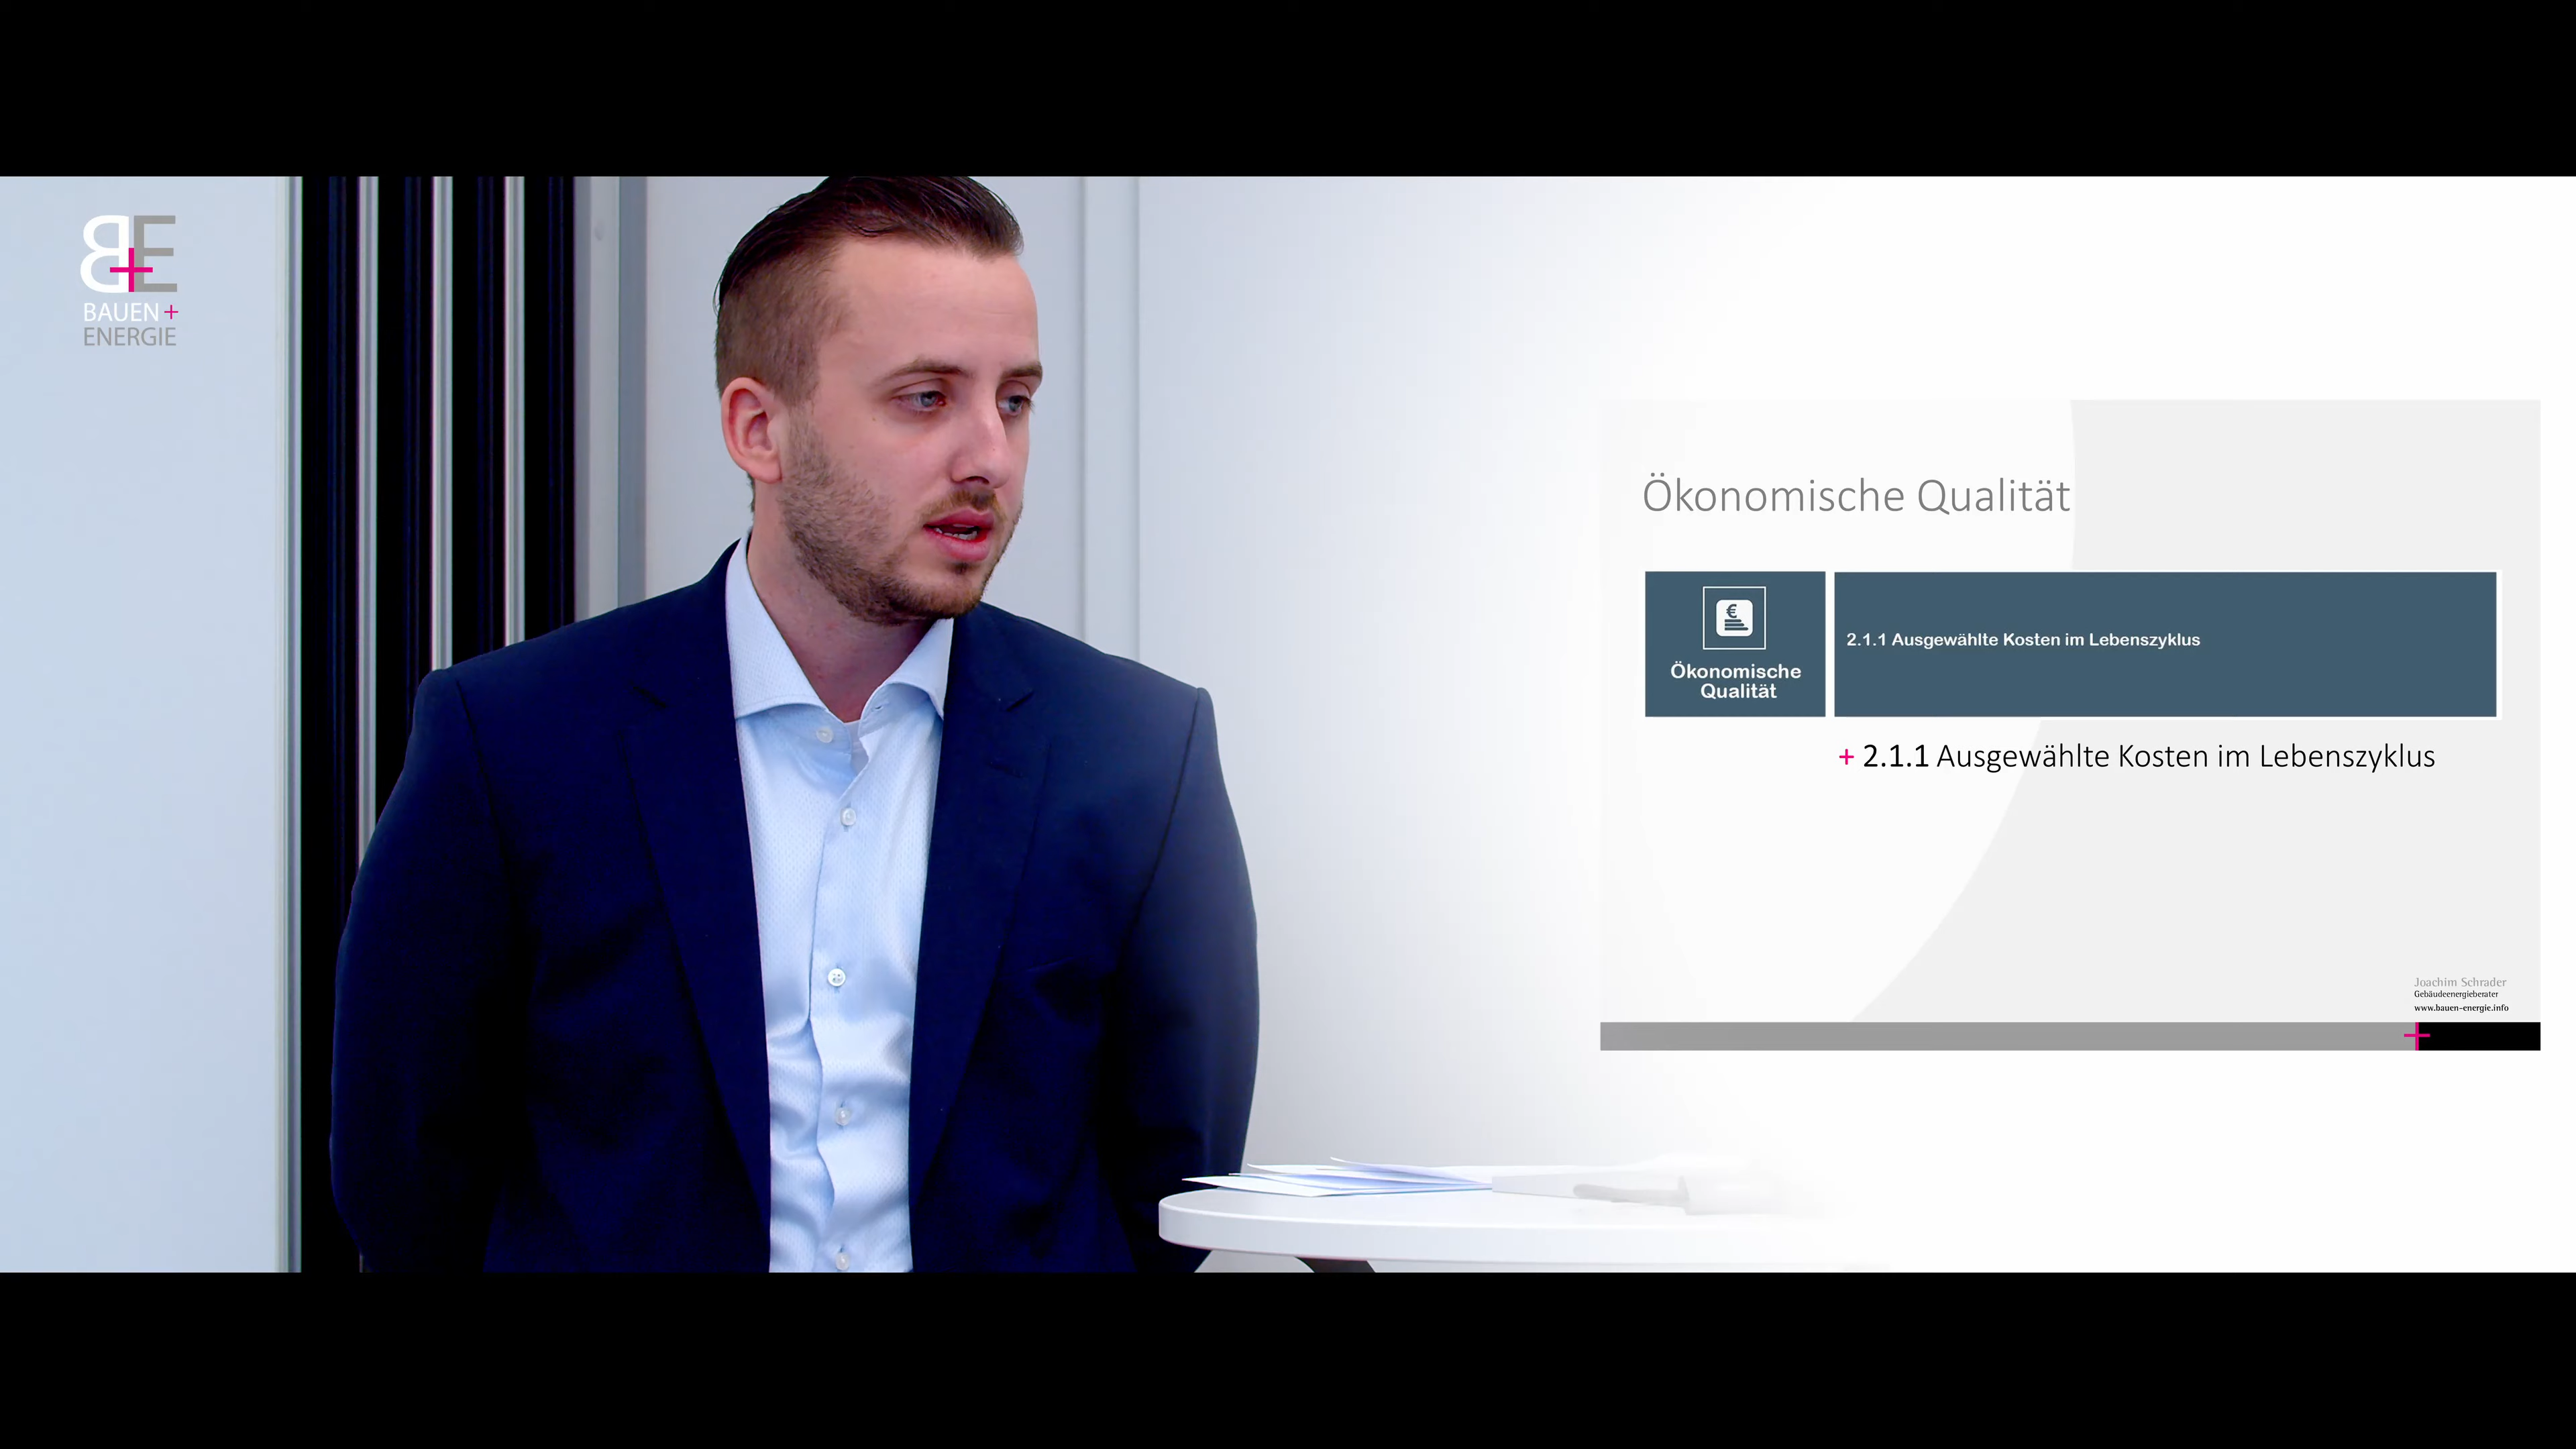 BE
BAUEN +
ENERGIE
Ökonomische Qualität
€
Ökonomische
Qualität
2.1.1 Ausgewählte Kosten im Lebenszyklus
+ 2.1.1 Ausgewählte Kosten im Lebenszyklus
Joachim Schrader
Gebäudeenergieberater
www.bauen-energie.info